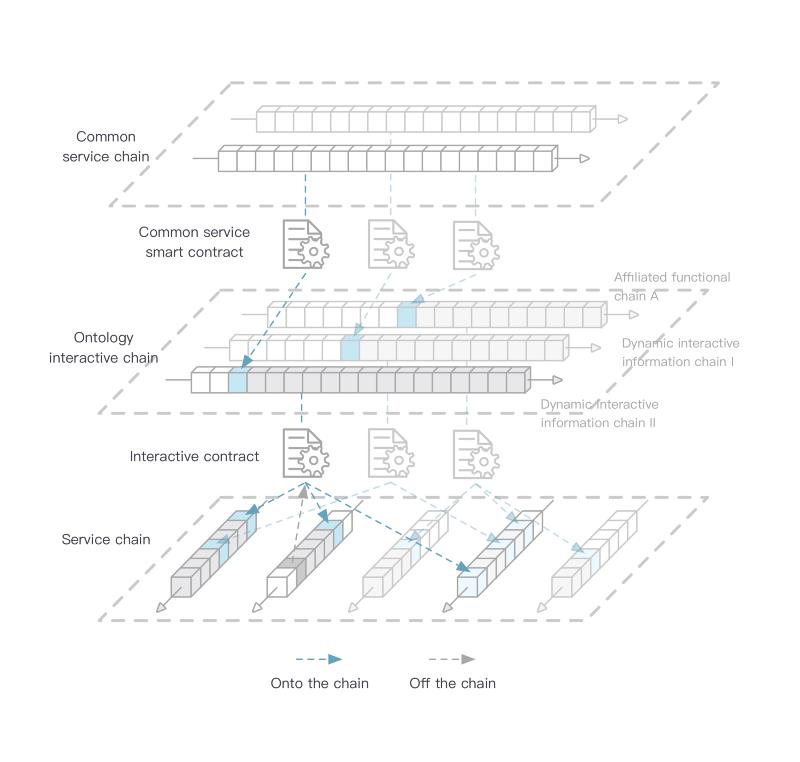 Common
service chain
Common service
smart contract
Affiliated functional
chain A
Ontology
interactive chain
Dynamic interactive
information chain I
Dynamic interactive
information chain II
Interactive contract
Service chain
Onto the chain
Off the chain